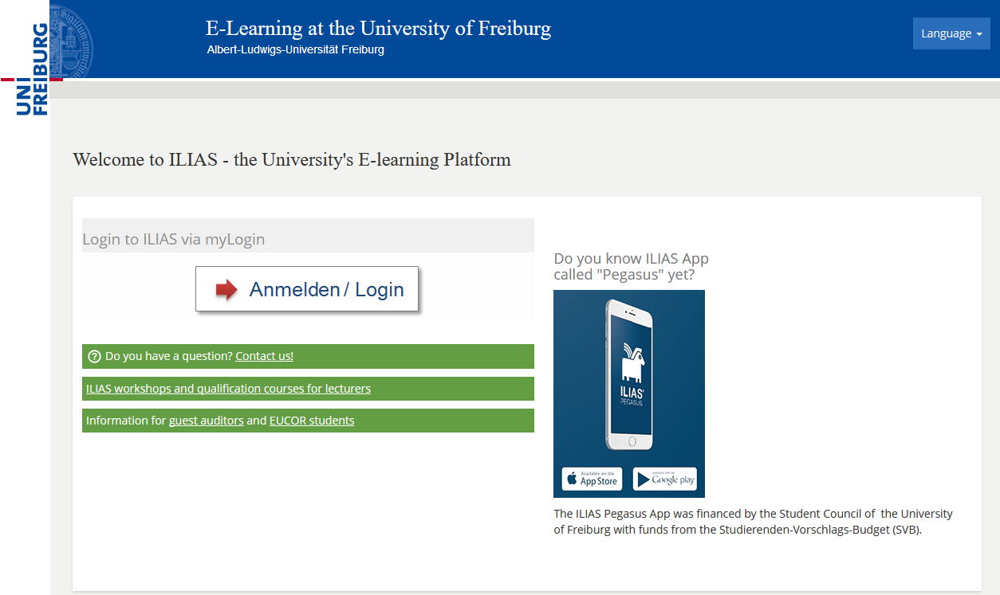 UNI
FREIBURG
E-Learning at the University of Freiburg
Albert-Ludwigs-Universität Freiburg
Language
Welcome to ILIAS - the University's E-learning Platform
Login to ILIAS via myLogin
Anmelden / Login
Do you have a question? Contact us!
ILIAS workshops and qualification courses for lecturers
Information for guest auditors and EUCOR students
Do you know ILIAS App
called "Pegasus" yet?
ILIAS
PEGASUS
Available on the
App Store
ANDROID APP ON
Google play
The ILIAS Pegasus App was financed by the Student Council of the University
of Freiburg with funds from the Studierenden-Vorschlags-Budget (SVB).